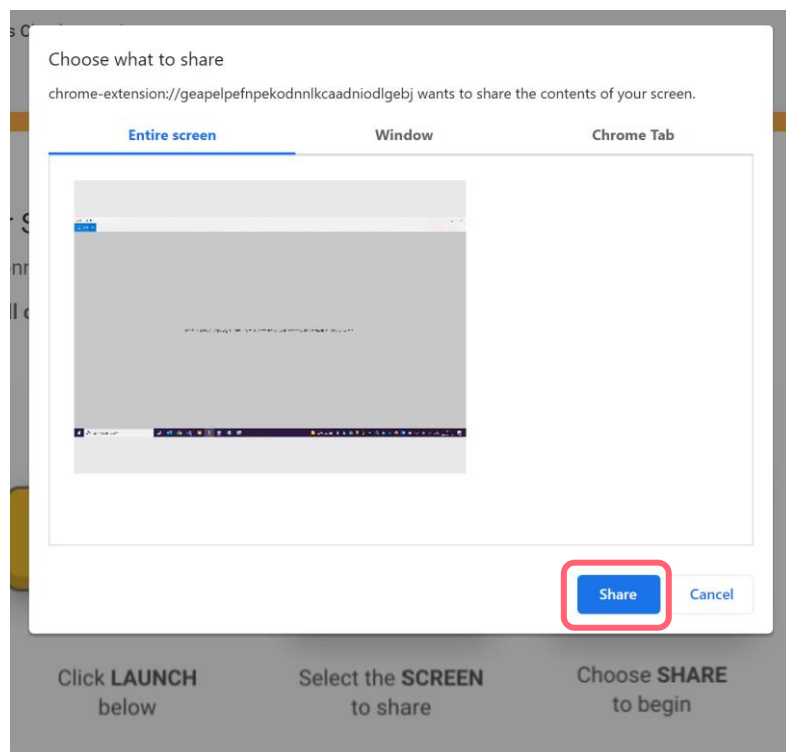 Choose what to share
chrome-extension://geapelpefnpekodnnlkcaadniodlgebj wants to share the contents of your screen.
Entire screen
Window
Chrome Tab
Share
Cancel
Click LAUNCH
below
Select the SCREEN
to share
Choose SHARE
to begin